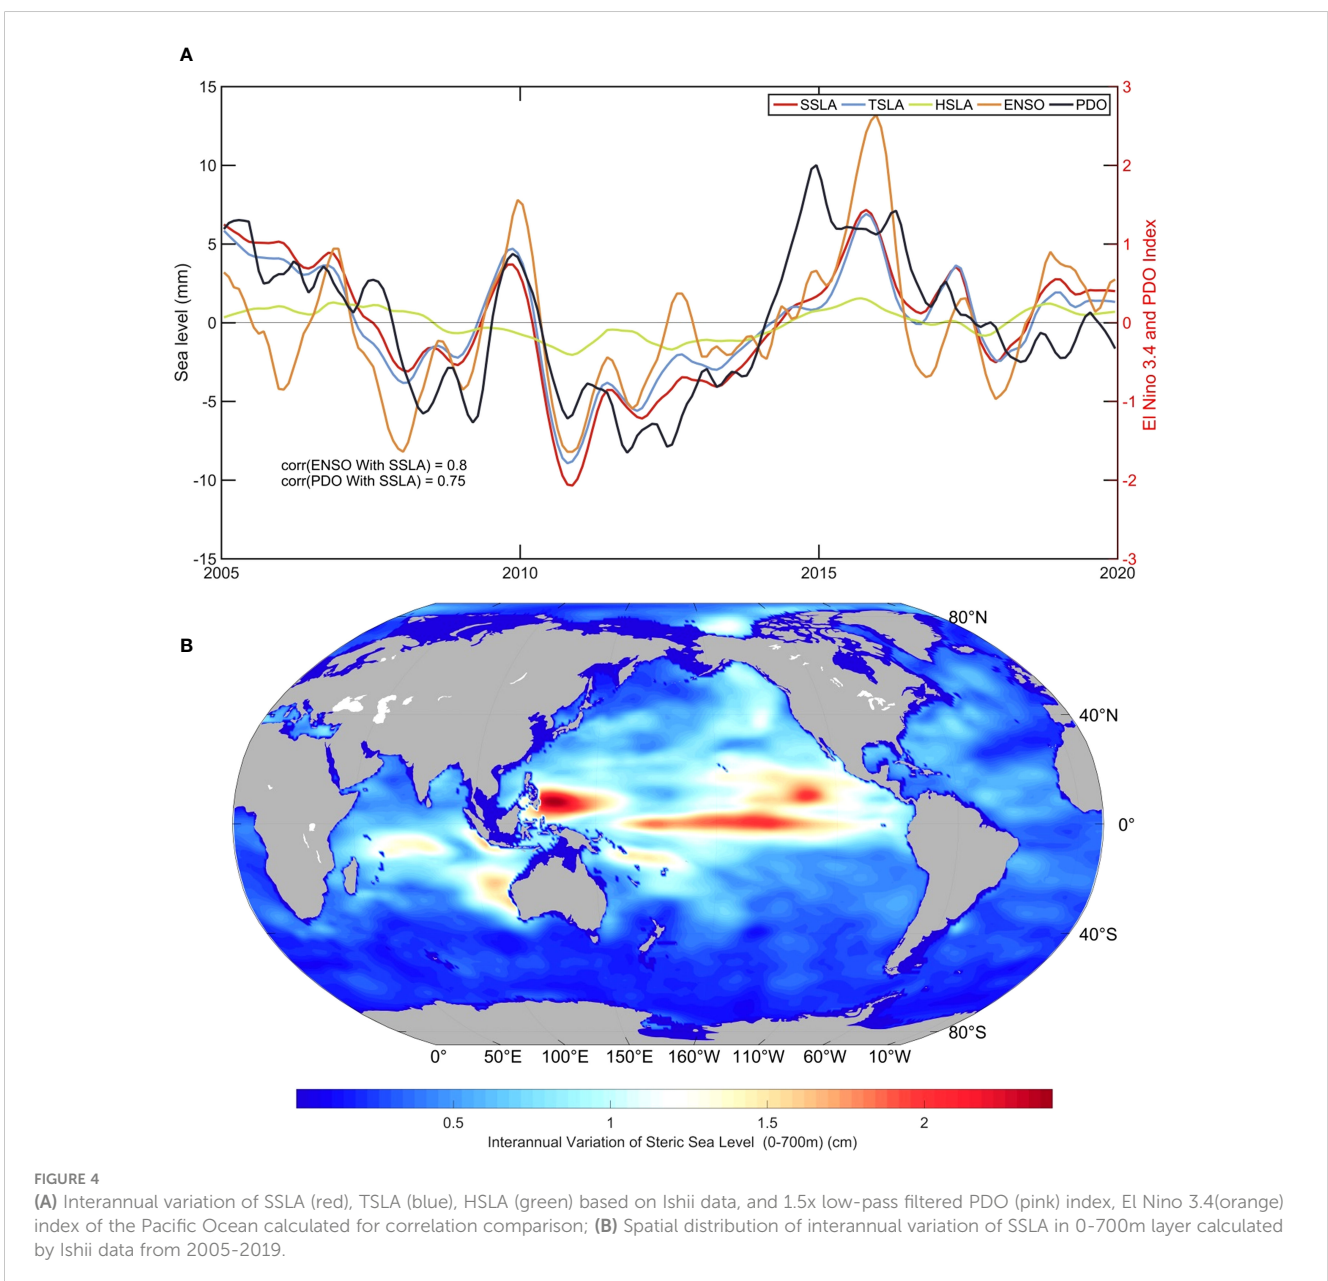 A
15
10
5
0
-5
-10
-15
Sea level (mm)
SSLA TSLA HSLA ENSO PDO
3
2
1
0
-1
-2
-3
El Nino 3.4 and PDO Index
corr(ENSO With SSLA) = 0.8
corr(PDO With SSLA) = 0.75
2005 2010 2015 2020
B
80°N
40°N
0°
40°S
80°S
0° 50°E 100°E 150°E 160°W 110°W 60°W 10°W
0.5 1 1.5 2
Interannual Variation of Steric Sea Level (0-700m) (cm)
FIGURE 4
(A) Interannual variation of SSLA (red), TSLA (blue), HSLA (green) based on Ishii data, and 1.5x low-pass filtered PDO (pink) index, El Nino 3.4(orange)
index of the Pacific Ocean calculated for correlation comparison; (B) Spatial distribution of interannual variation of SSLA in 0-700m layer calculated
by Ishii data from 2005-2019.